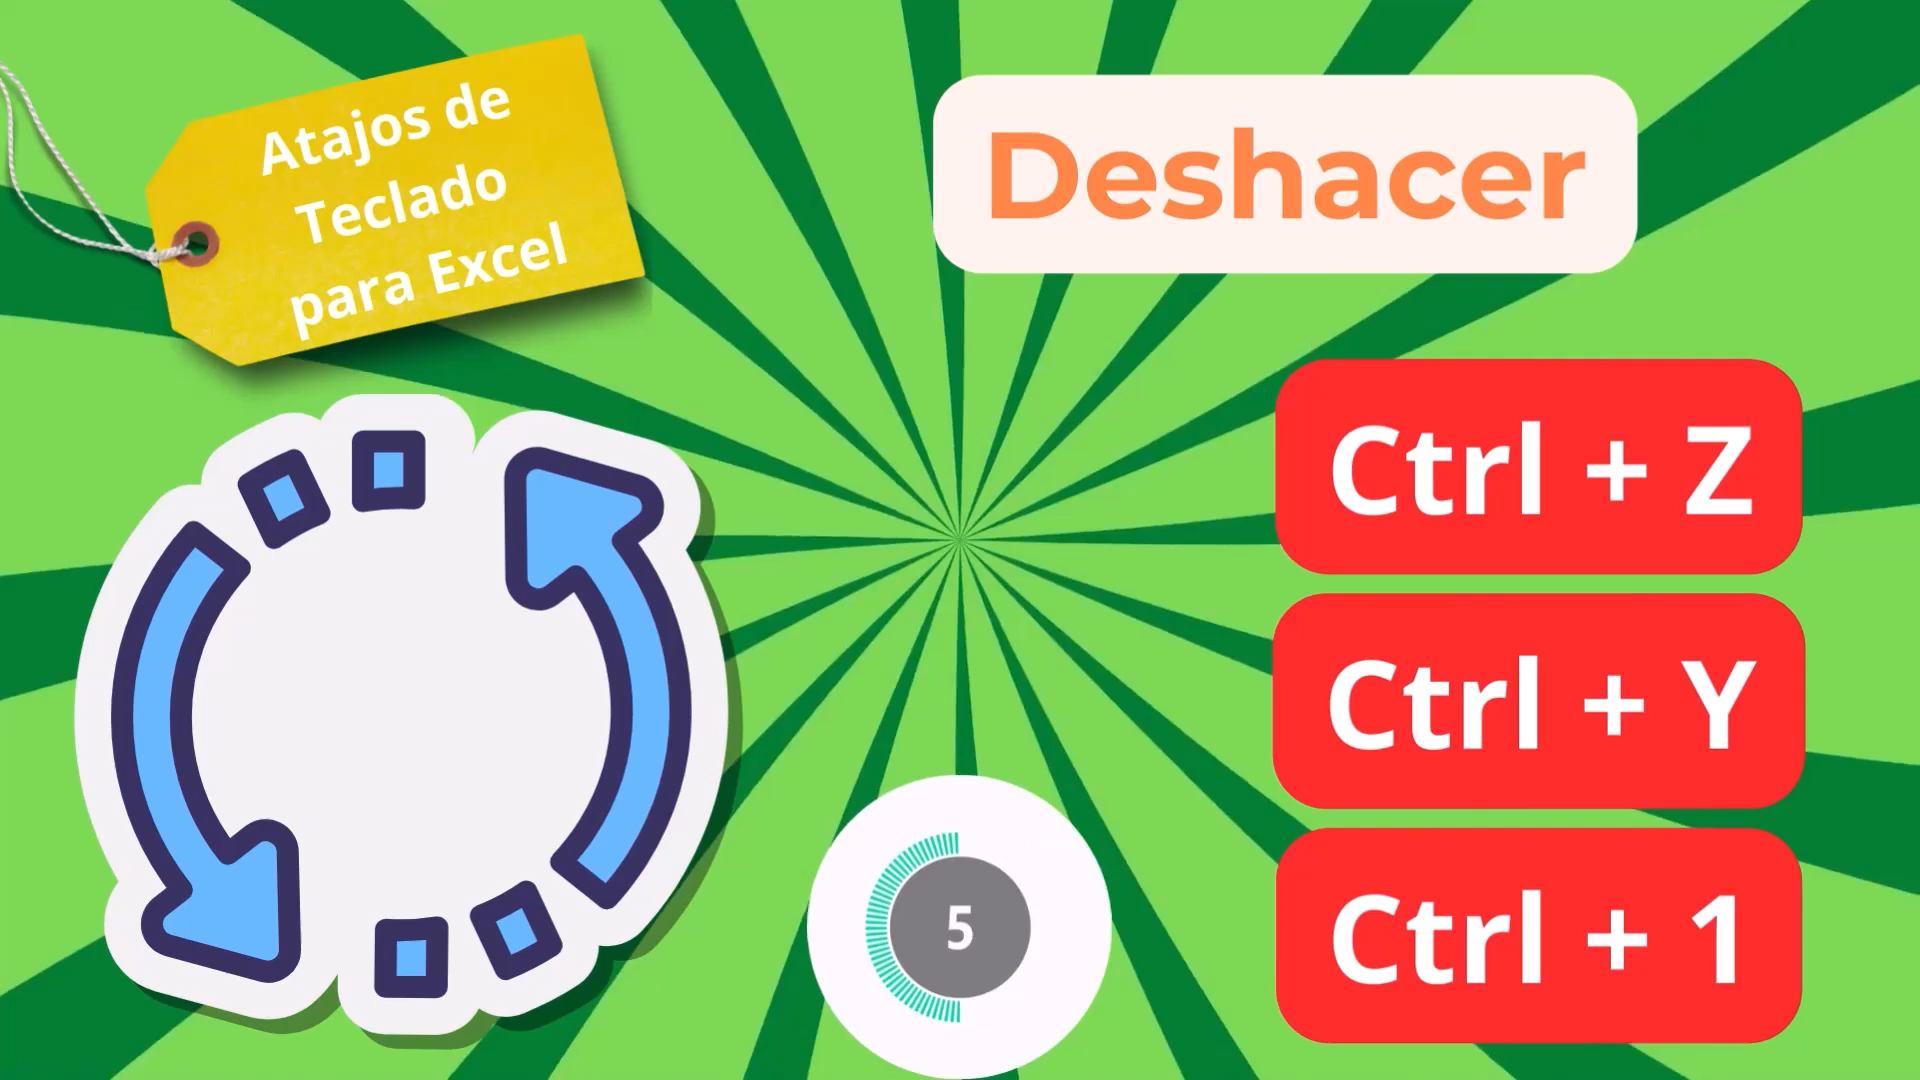 Atajos de
Teclado
para Excel
Deshacer
Ctrl + Z
Ctrl + Y
Ctrl + 1
5